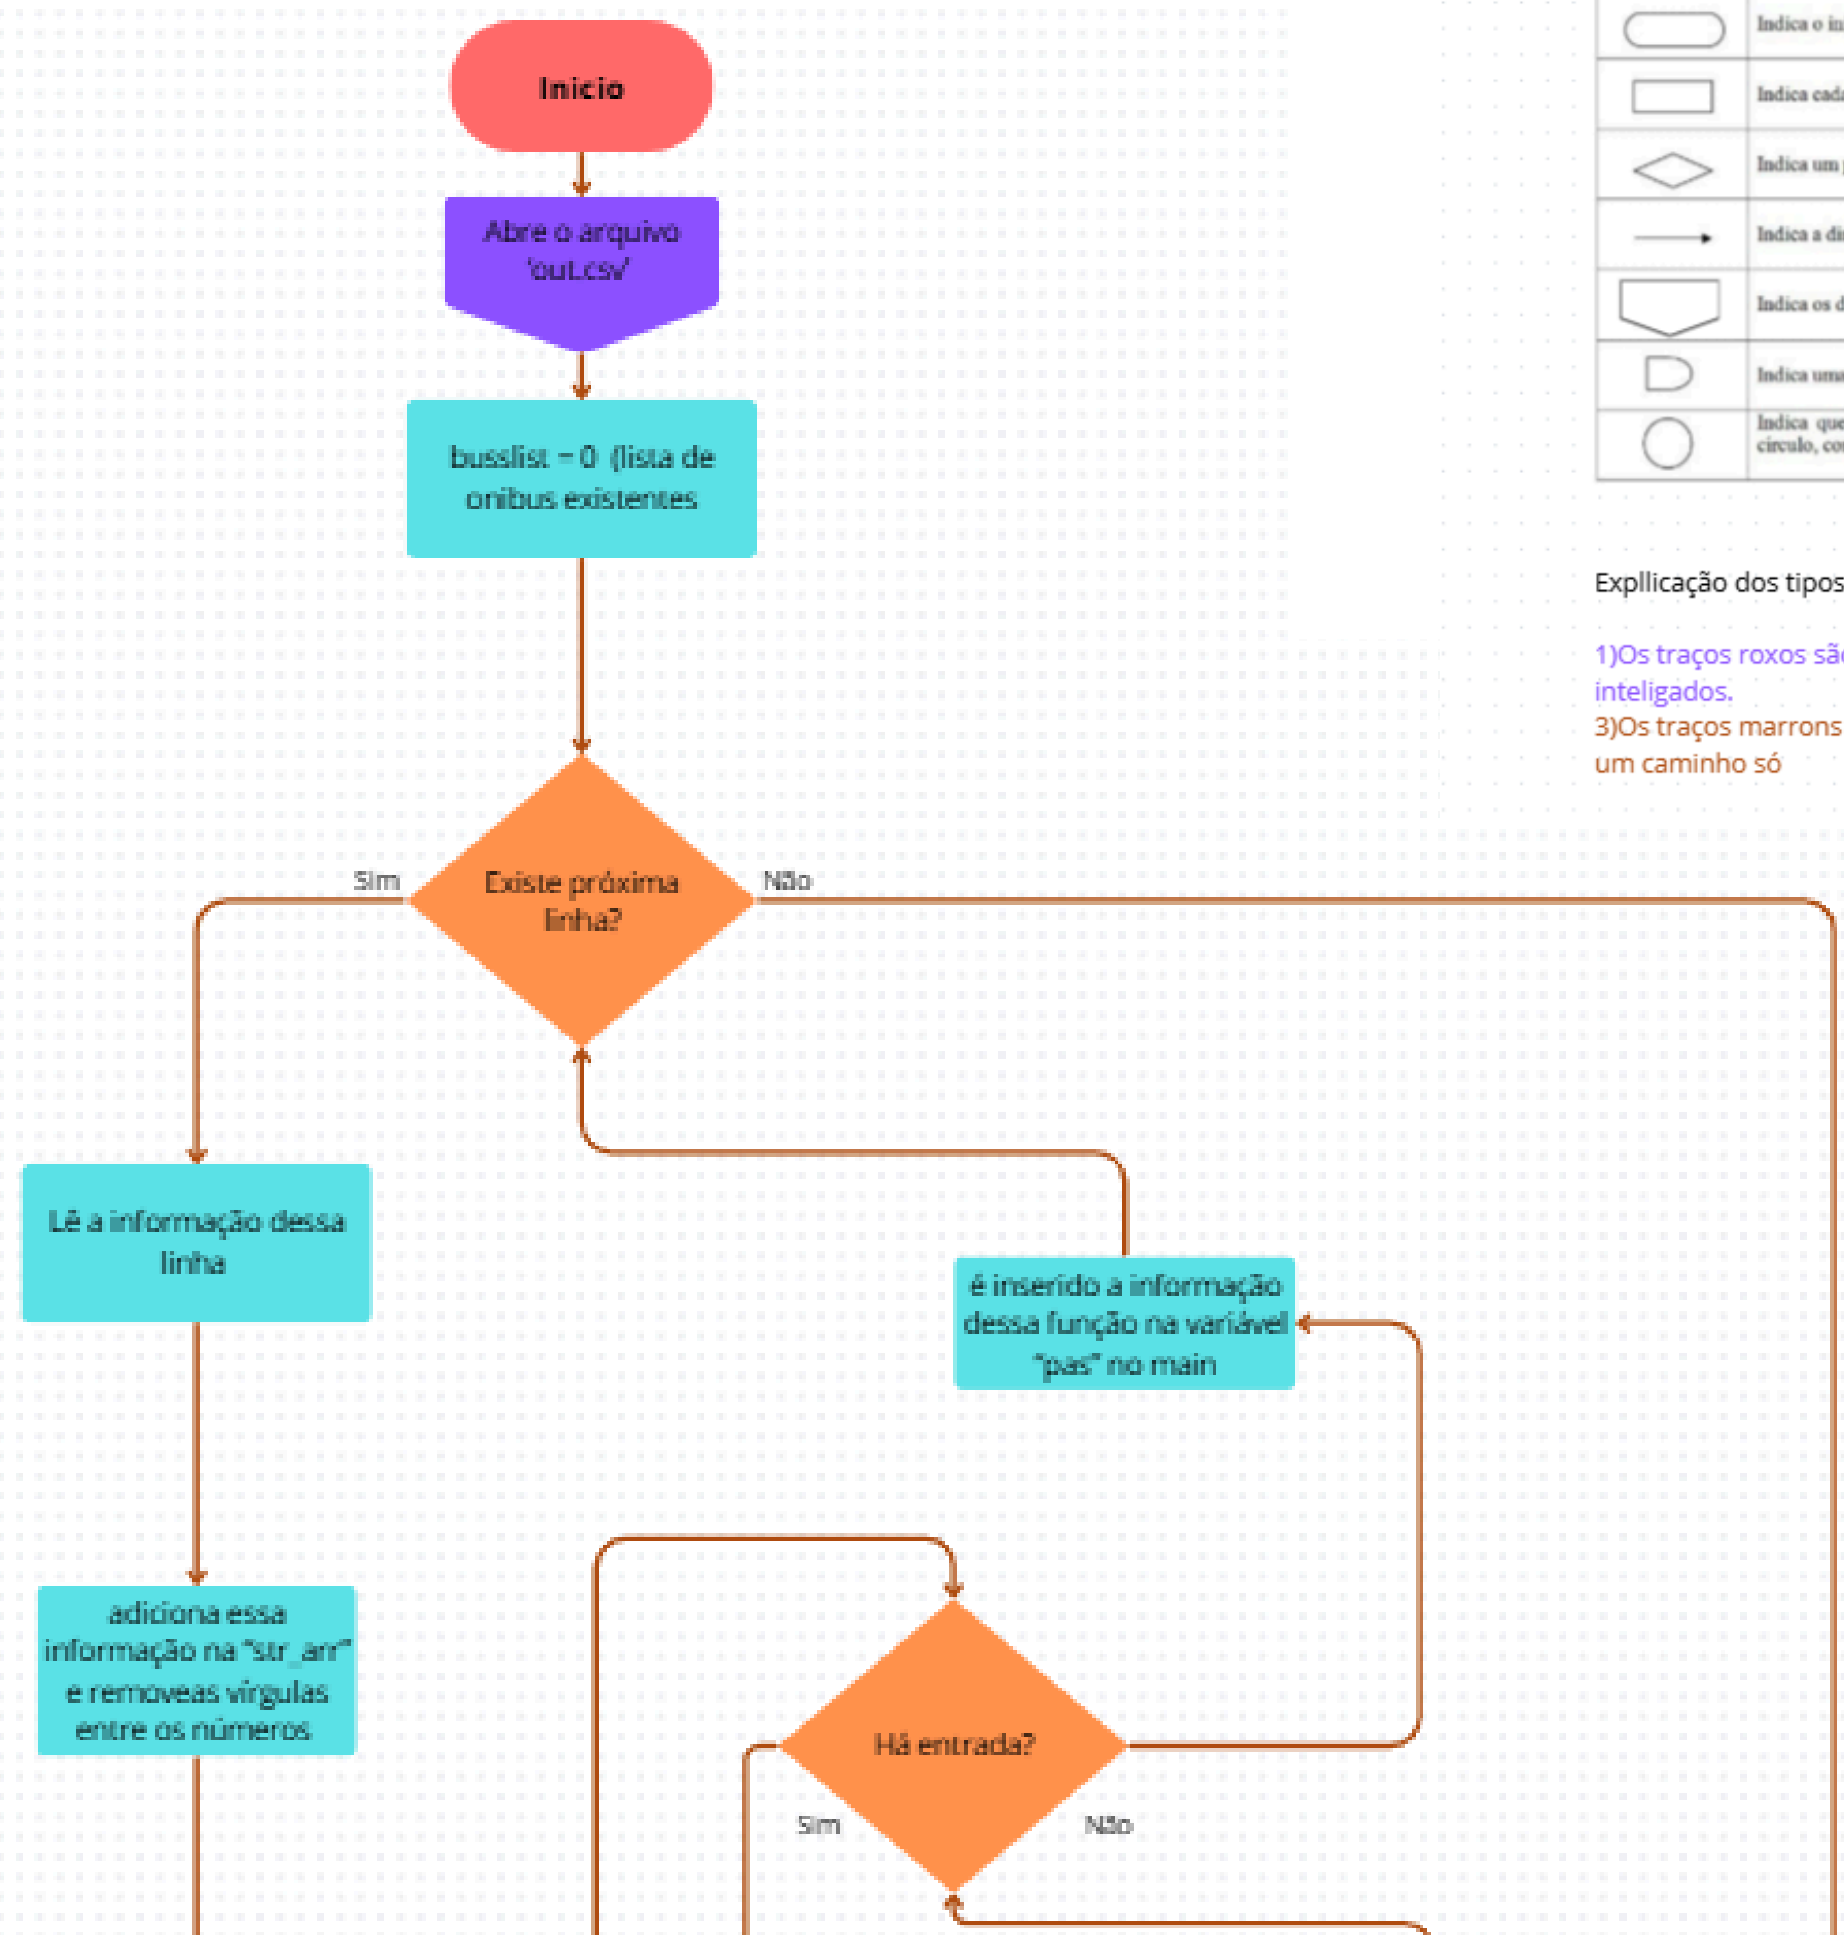 Inicio
Abre o arquivo
'out.csv'
busslist = 0 (lista de
onibus existentes
Existe próxima
linha?
Sim
Não
Lê a informação dessa
linha
é inserido a informação
dessa função na variável
"pas" no main
adiciona essa
informação na "str_arr"
e removeas vírgulas
entre os números
Há entrada?
Sim
Não
Indica o
Indica
Indica um
Indica a
Indica os
Indica
Indica que
círculo,
Expllicação dos tipos
1)Os traços roxos são
inteligados.
3)Os traços marrons
um caminho só